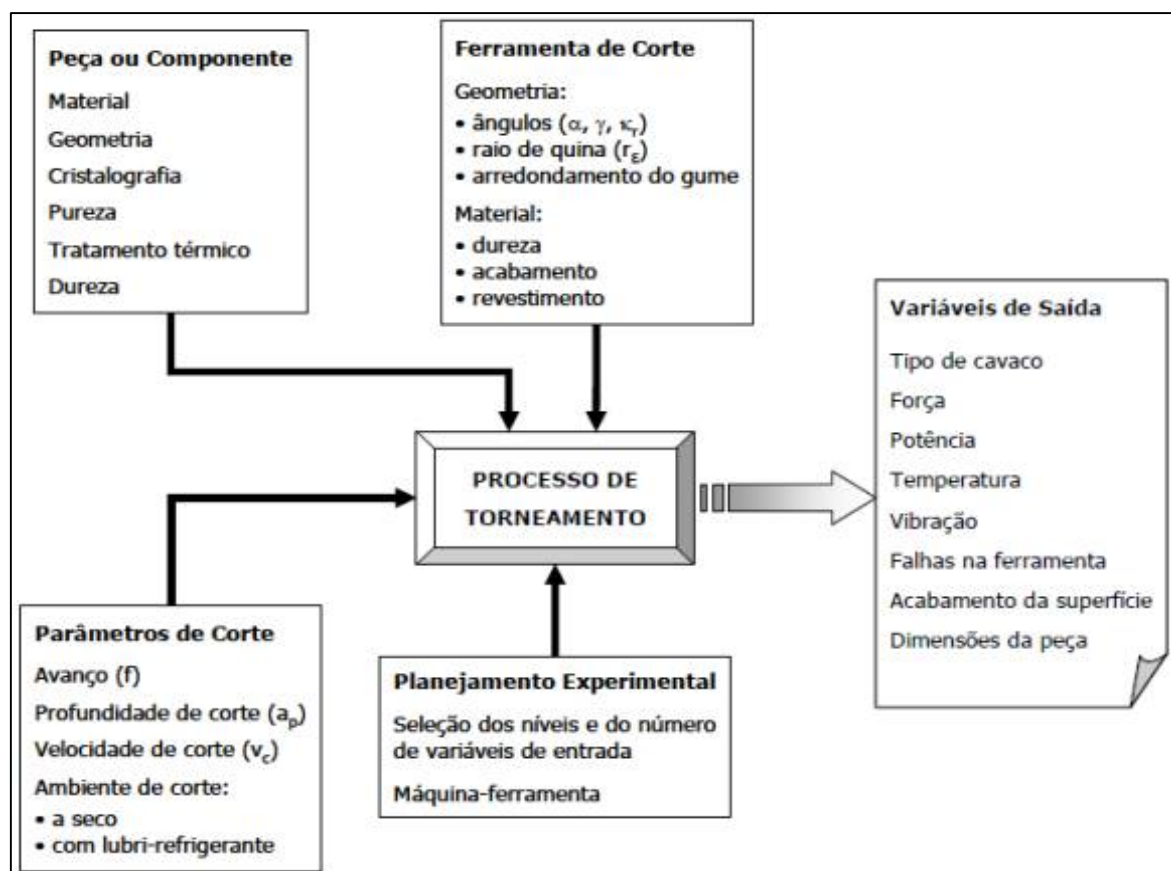 Peça ou Componente
Material
Geometria
Cristalografia
Pureza
Tratamento térmico
Dureza
Ferramenta de Corte
Geometria:
• ângulos (α, γ, κᵣ)
• raio de quina (r_ε)
• arredondamento do gume
Material:
• dureza
• acabamento
• revestimento
Variáveis de Saída
Tipo de cavaco
Força
Potência
Temperatura
Vibração
Falhas na ferramenta
Acabamento da superfície
Dimensões da peça
PROCESSO DE
TORNEAMENTO
Parâmetros de Corte
Avanço (f)
Profundidade de corte (aₚ)
Velocidade de corte (v_c)
Ambiente de corte:
• a seco
• com lubri-refrigerante
Planejamento Experimental
Seleção dos níveis e do número
de variáveis de entrada
Máquina-ferramenta